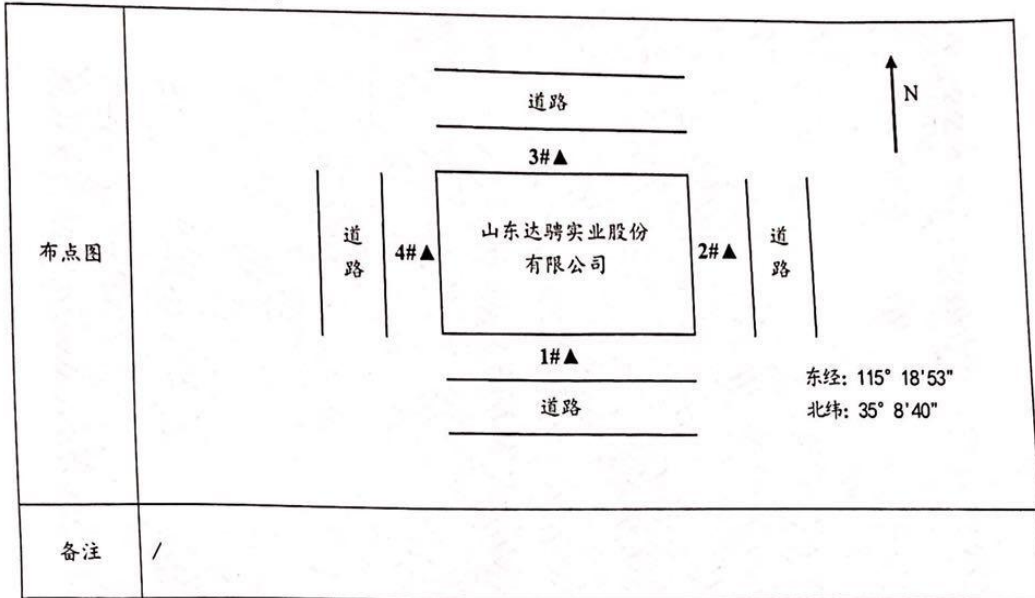 道路
N
3#▲
布点图
道
路
4#▲
山东达骋实业股份
有限公司
2#▲
道
路
1#▲
道路
东经: 115° 18'53"
北纬: 35° 8'40"
备注
/